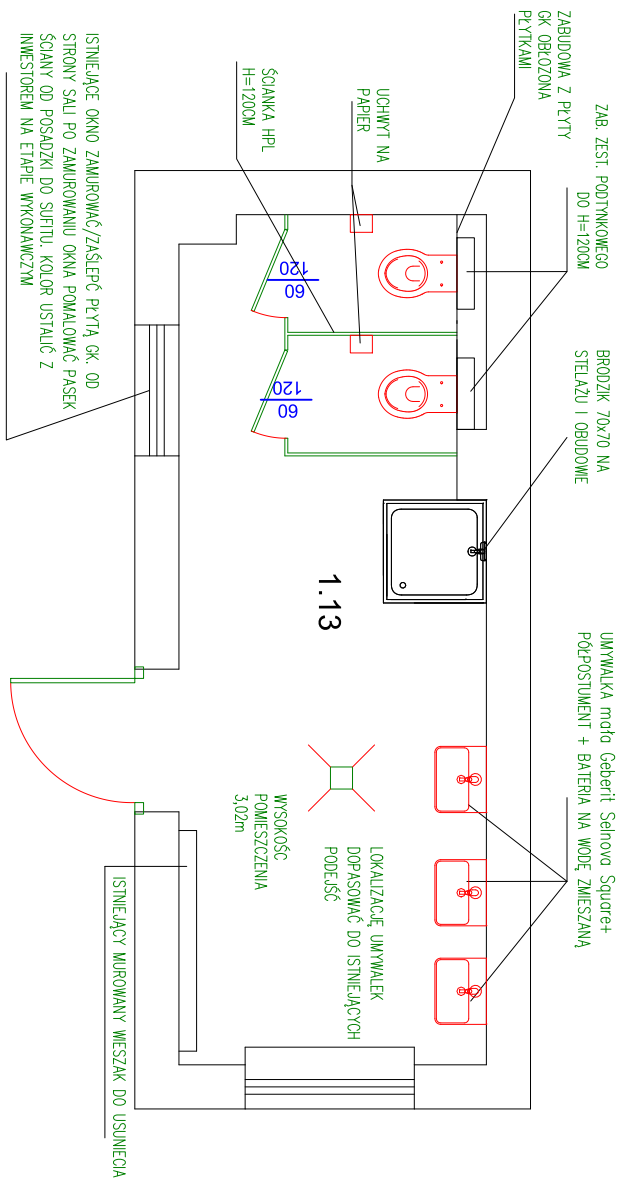 ZABUDOWA Z PŁYTY
GK OBŁOŻONA
PŁYTKAMI
ZAB. ZEST. PODTYNKOWEGO
DO H=120CM
BRODZIK 70x70 NA
STELAŻU I OBUDOWIE
UMYWALKA mała Geberit Selnova Square+
PÓŁPOSTUMENT + BATERIA NA WODĘ ZMIESZANĄ
UCHWYT NA
PAPIER
ŚCIANKA HPL
H=120CM
60
120
60
120
1.13
LOKALIZACJĘ UMYWALEK
DOPASOWAĆ DO ISTNIEJĄCYCH
PODEJŚĆ
WYSOKOŚĆ
POMIESZCZENIA
3,02m
ISTNIEJĄCE OKNO ZAMUROWAĆ/ZAŚLEPĆ PŁYTĄ GK. OD
STRONY SALI PO ZAMUROWANIU OKNA POMALOWAĆ PASEK
ŚCIANY OD POSADZKI DO SUFITU. KOLOR USTALIĆ Z
INWESTOREM NA ETAPIE WYKONAWCZYM
ISTNIEJĄCY MUROWANY WIESZAK DO USUNIECIA